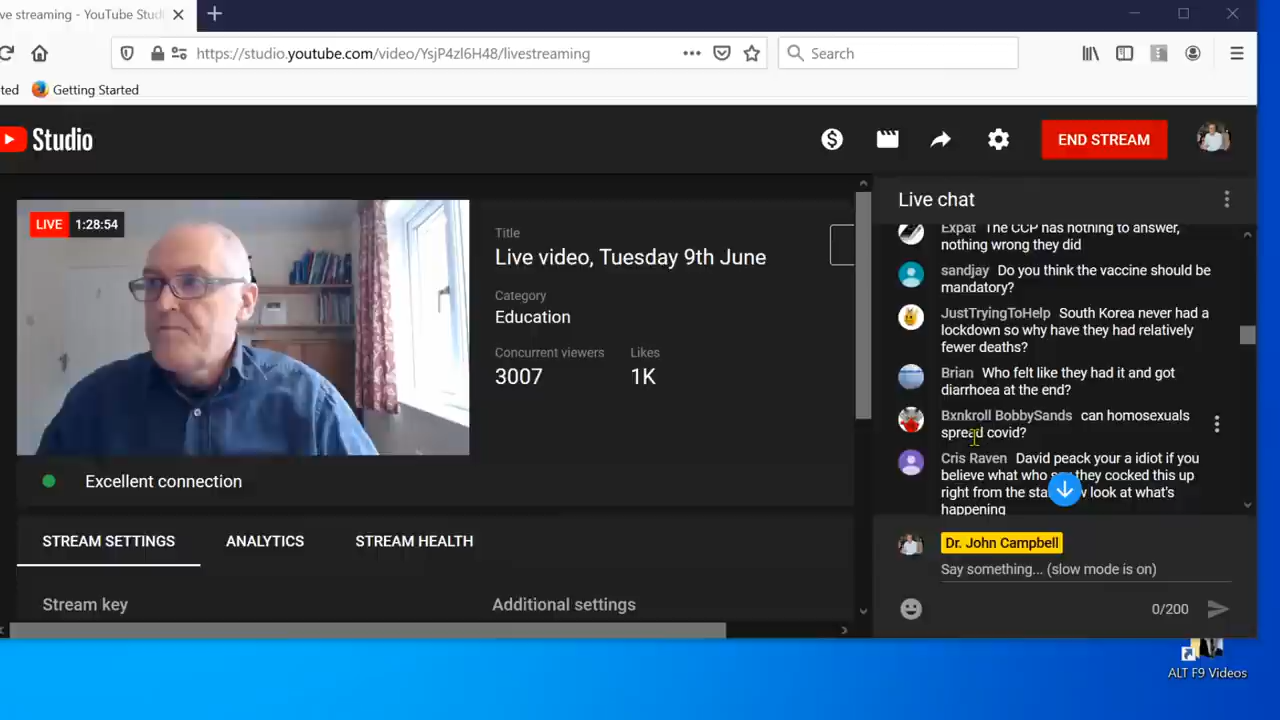 ve streaming - YouTube Stud
https://studio.youtube.com/video/YsjP4zl6H48/livestreaming
Search
ted
Getting Started
Studio
END STREAM
LIVE 1:28:54
Title
Live video, Tuesday 9th June
Category
Education
Concurrent viewers
Likes
3007
1K
Excellent connection
STREAM SETTINGS
ANALYTICS
STREAM HEALTH
Stream key
Additional settings
Live chat
Expat The CCP has nothing to answer,
nothing wrong they did
sandjay Do you think the vaccine should be
mandatory?
JustTryingToHelp South Korea never had a
lockdown so why have they had relatively
fewer deaths?
Brian Who felt like they had it and got
diarrhoea at the end?
Bxnkroll BobbySands can homosexuals
spread covid?
Cris Raven David peack your a idiot if you
believe what who they cocked this up
right from the look at what's
happening
Dr. John Campbell
Say something... (slow mode is on)
0/200
ALT F9 Videos